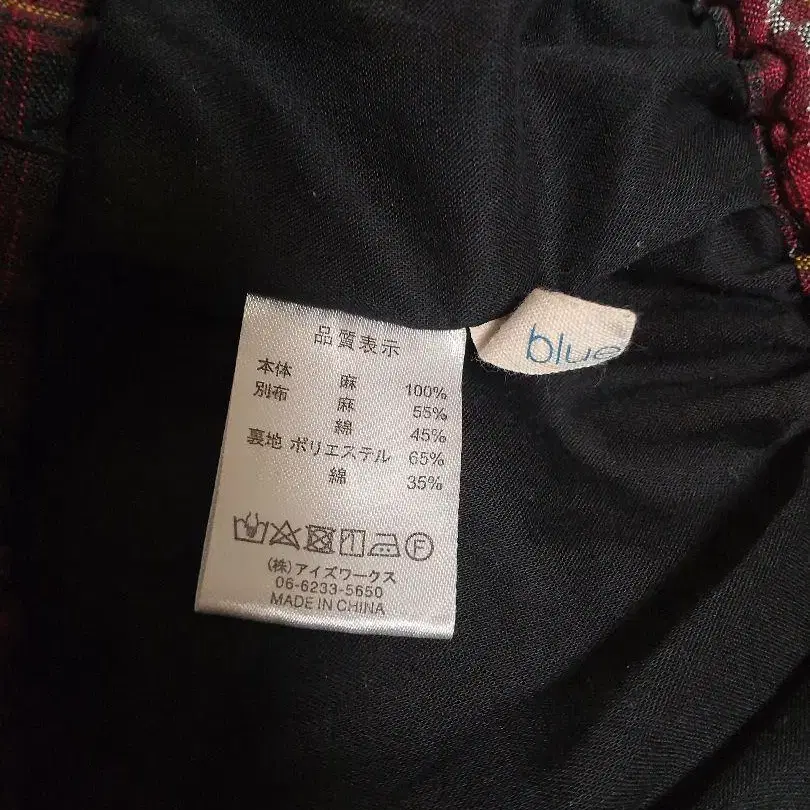 品質表示
本体 麻 100%
別布 麻 55%
綿 45%
裏地 ポリエステル 65%
綿 35%
F
(株)アイズワークス
06-6233-5650
MADE IN CHINA
blue